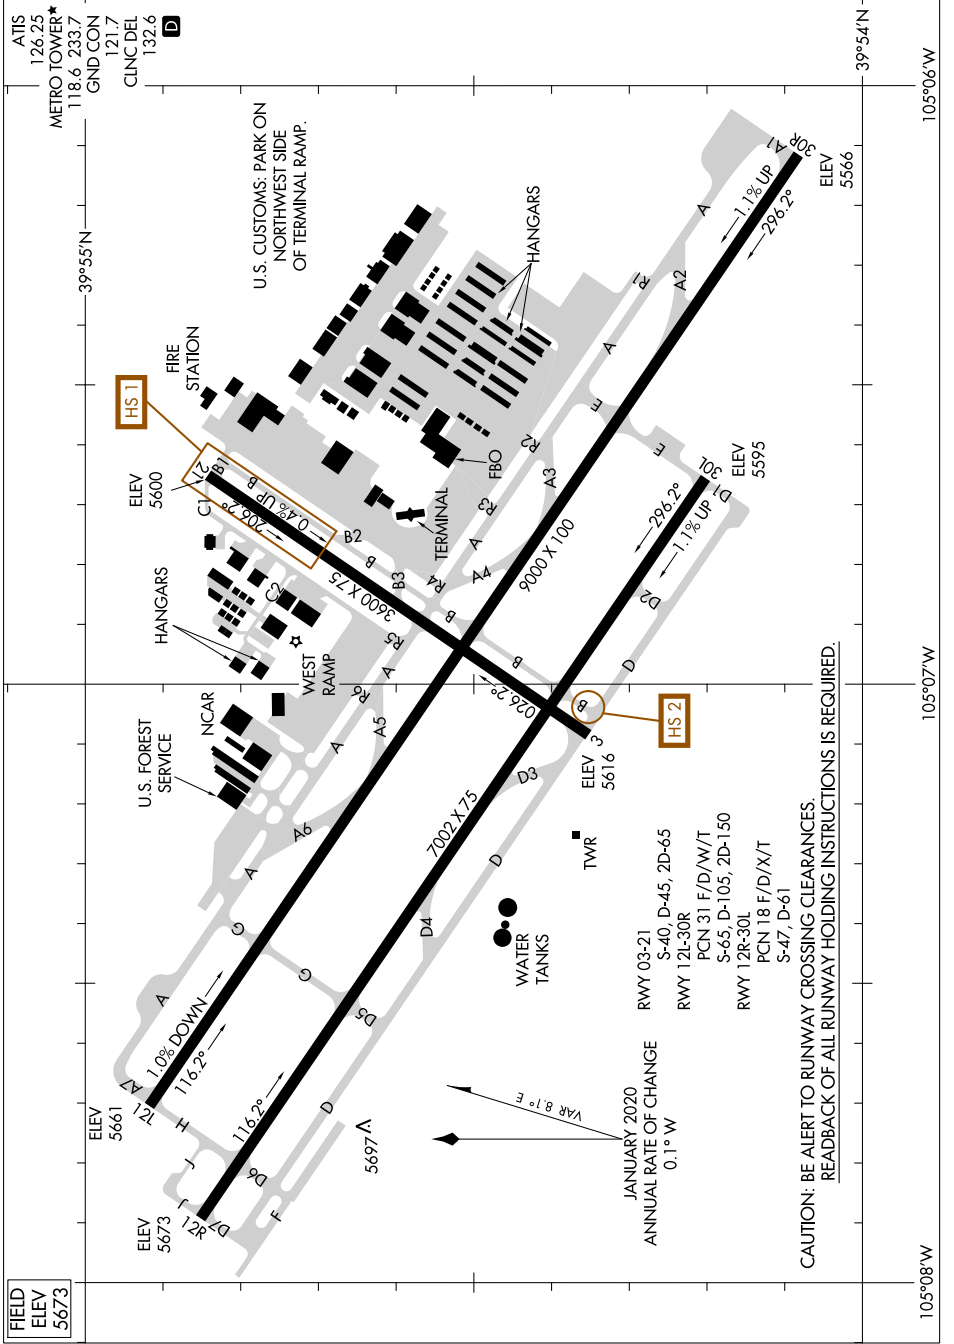 FIELD
ELEV
5673
ATIS
126.25
METRO TOWER★
118.6 233.7
GND CON
121.7
CLNC DEL
132.6
D
39°54'N
39°55'N
105°06'W
105°07'W
105°08'W
U.S. CUSTOMS: PARK ON
NORTHWEST SIDE
OF TERMINAL RAMP.
HANGARS
FIRE
STATION
HS 1
ELEV
5600
21
B1
C1
B
206.2°
0.4% UP
B2
B
3600 X 75
B3
C2
HANGARS
WEST
RAMP
NCAR
U.S. FOREST
SERVICE
TERMINAL
FBO
R1
R2
R3
R4
R5
R6
A
A1
30R
ELEV
5566
1.1% UP
296.2°
A
A2
A
E
E
A3
A
A4
9000 X 100
B
B
026.2°
B
3
ELEV
5616
HS 2
30L
ELEV
5595
D1
296.2°
1.1% UP
D2
D
D3
7002 X 75
D
D4
TWR
WATER
TANKS
A
A5
A
A6
A
G
G
A
1.0% DOWN
116.2°
A7
12L
ELEV
5661
H
J
J
12R
ELEV
5673
D7
D6
116.2°
D5
D
F
5697
VAR 8.1° E
JANUARY 2020
ANNUAL RATE OF CHANGE
0.1° W
RWY 03-21
S-40, D-45, 2D-65
RWY 12L-30R
PCN 31 F/D/W/T
S-65, D-105, 2D-150
RWY 12R-30L
PCN 18 F/D/X/T
S-47, D-61
CAUTION: BE ALERT TO RUNWAY CROSSING CLEARANCES.
READBACK OF ALL RUNWAY HOLDING INSTRUCTIONS IS REQUIRED.